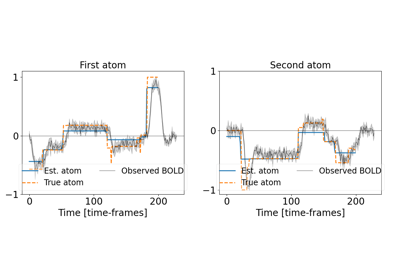 First atom
1
0
−1
Est. atom
True atom
Observed BOLD
0
100
200
Time [time-frames]
Second atom
1
0
−1
Est. atom
True atom
Observed BOLD
0
100
200
Time [time-frames]